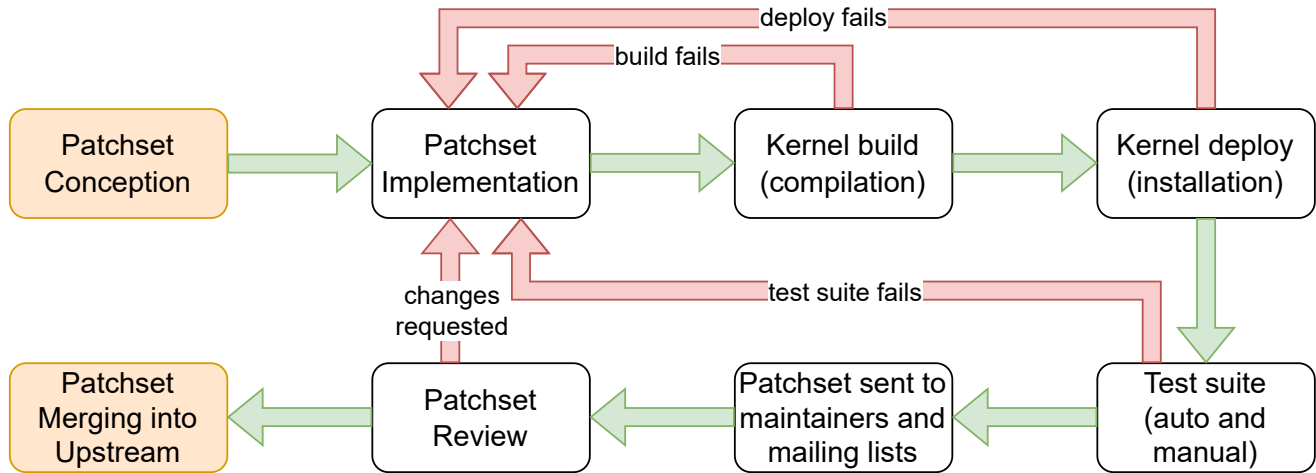 deploy fails
build fails
Patchset
Conception
Patchset
Implementation
Kernel build
(compilation)
Kernel deploy
(installation)
changes
requested
test suite fails
Patchset
Merging into
Upstream
Patchset
Review
Patchset sent to
maintainers and
mailing lists
Test suite
(auto and
manual)